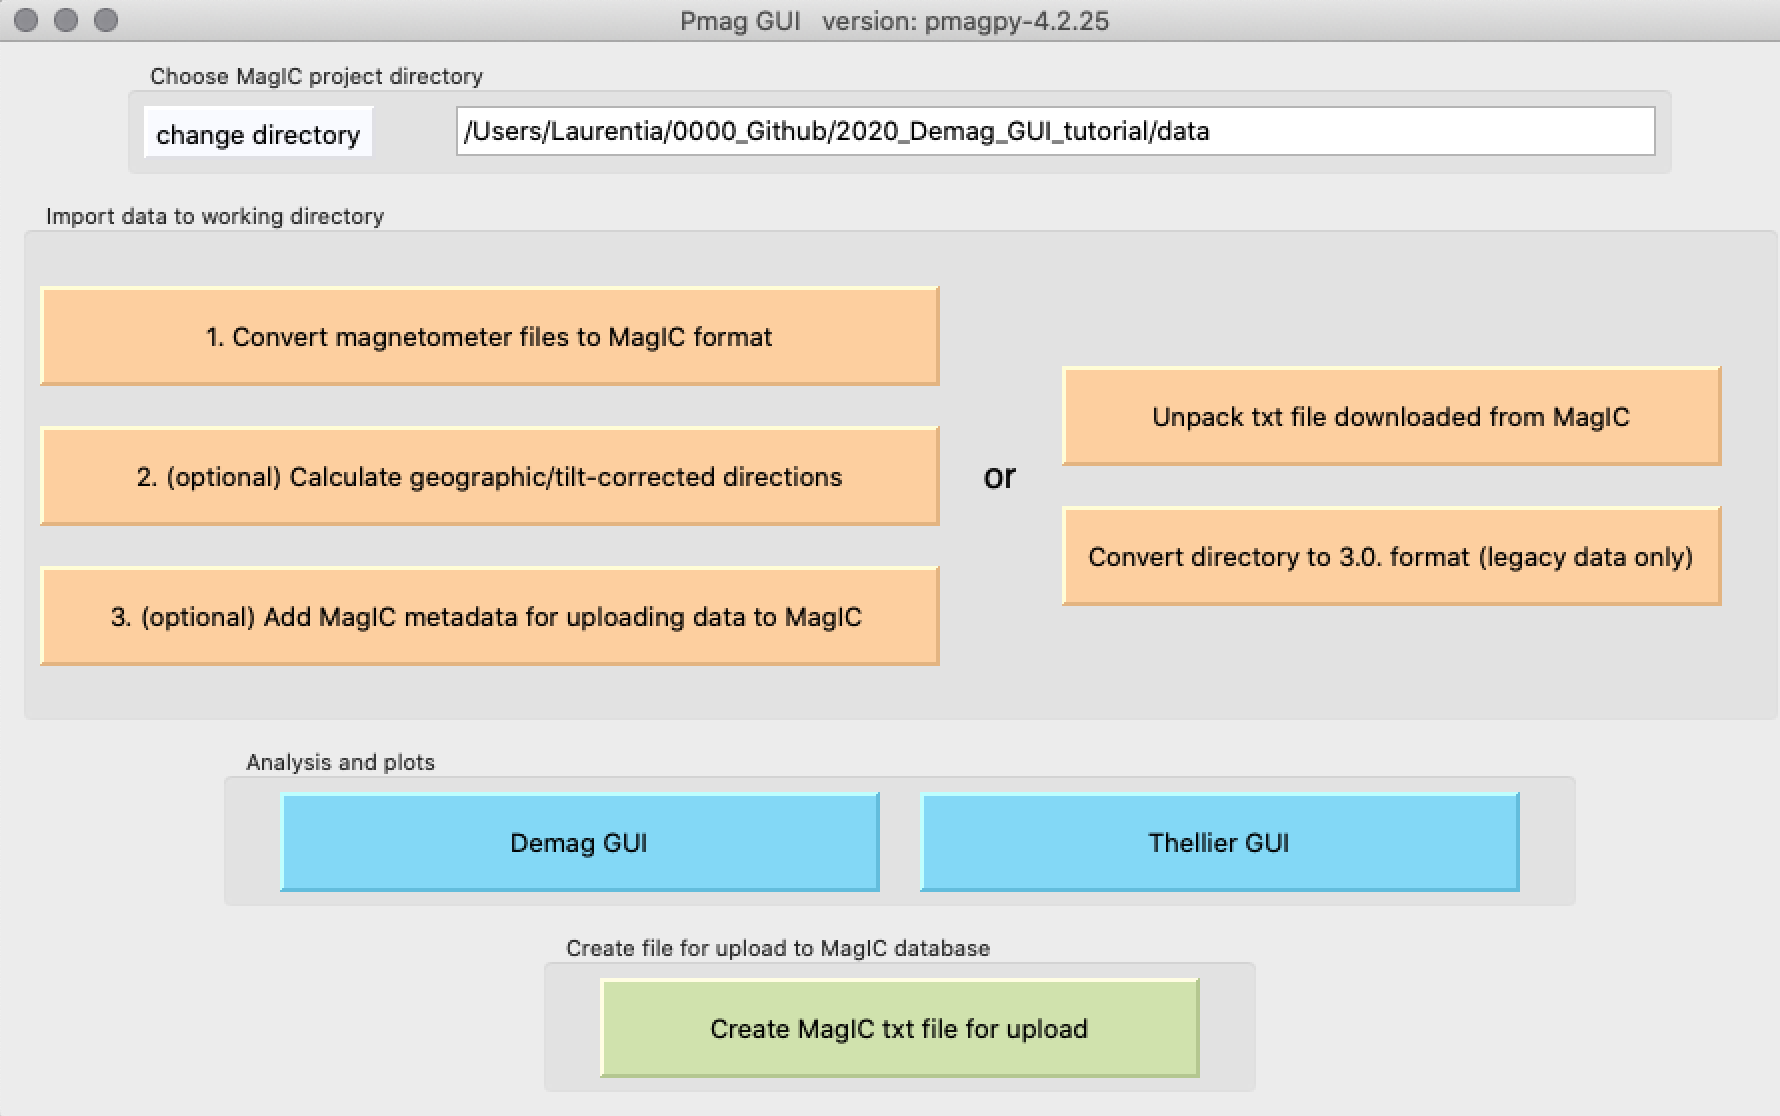 Pmag GUI   version: pmagpy-4.2.25
Choose MagIC project directory
change directory
/Users/Laurentia/0000_Github/2020_Demag_GUI_tutorial/data
Import data to working directory
1. Convert magnetometer files to MagIC format
2. (optional) Calculate geographic/tilt-corrected directions
3. (optional) Add MagIC metadata for uploading data to MagIC
or
Unpack txt file downloaded from MagIC
Convert directory to 3.0. format (legacy data only)
Analysis and plots
Demag GUI
Thellier GUI
Create file for upload to MagIC database
Create MagIC txt file for upload